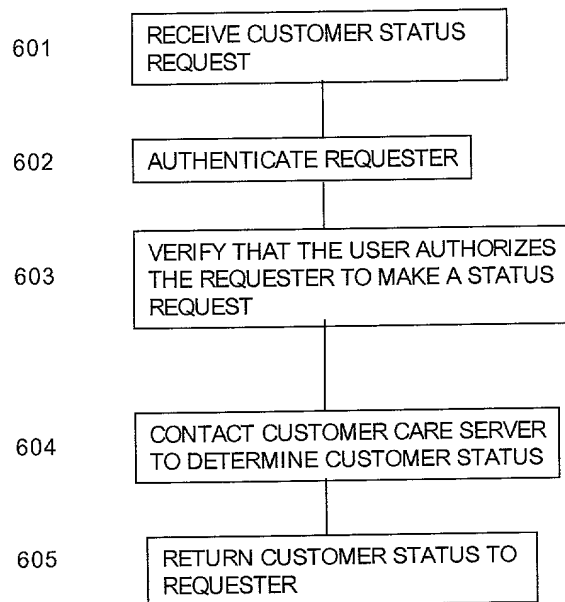 601
RECEIVE CUSTOMER STATUS
REQUEST
602
AUTHENTICATE REQUESTER
603
VERIFY THAT THE USER AUTHORIZES
THE REQUESTER TO MAKE A STATUS
REQUEST
604
CONTACT CUSTOMER CARE SERVER
TO DETERMINE CUSTOMER STATUS
605
RETURN CUSTOMER STATUS TO
REQUESTER